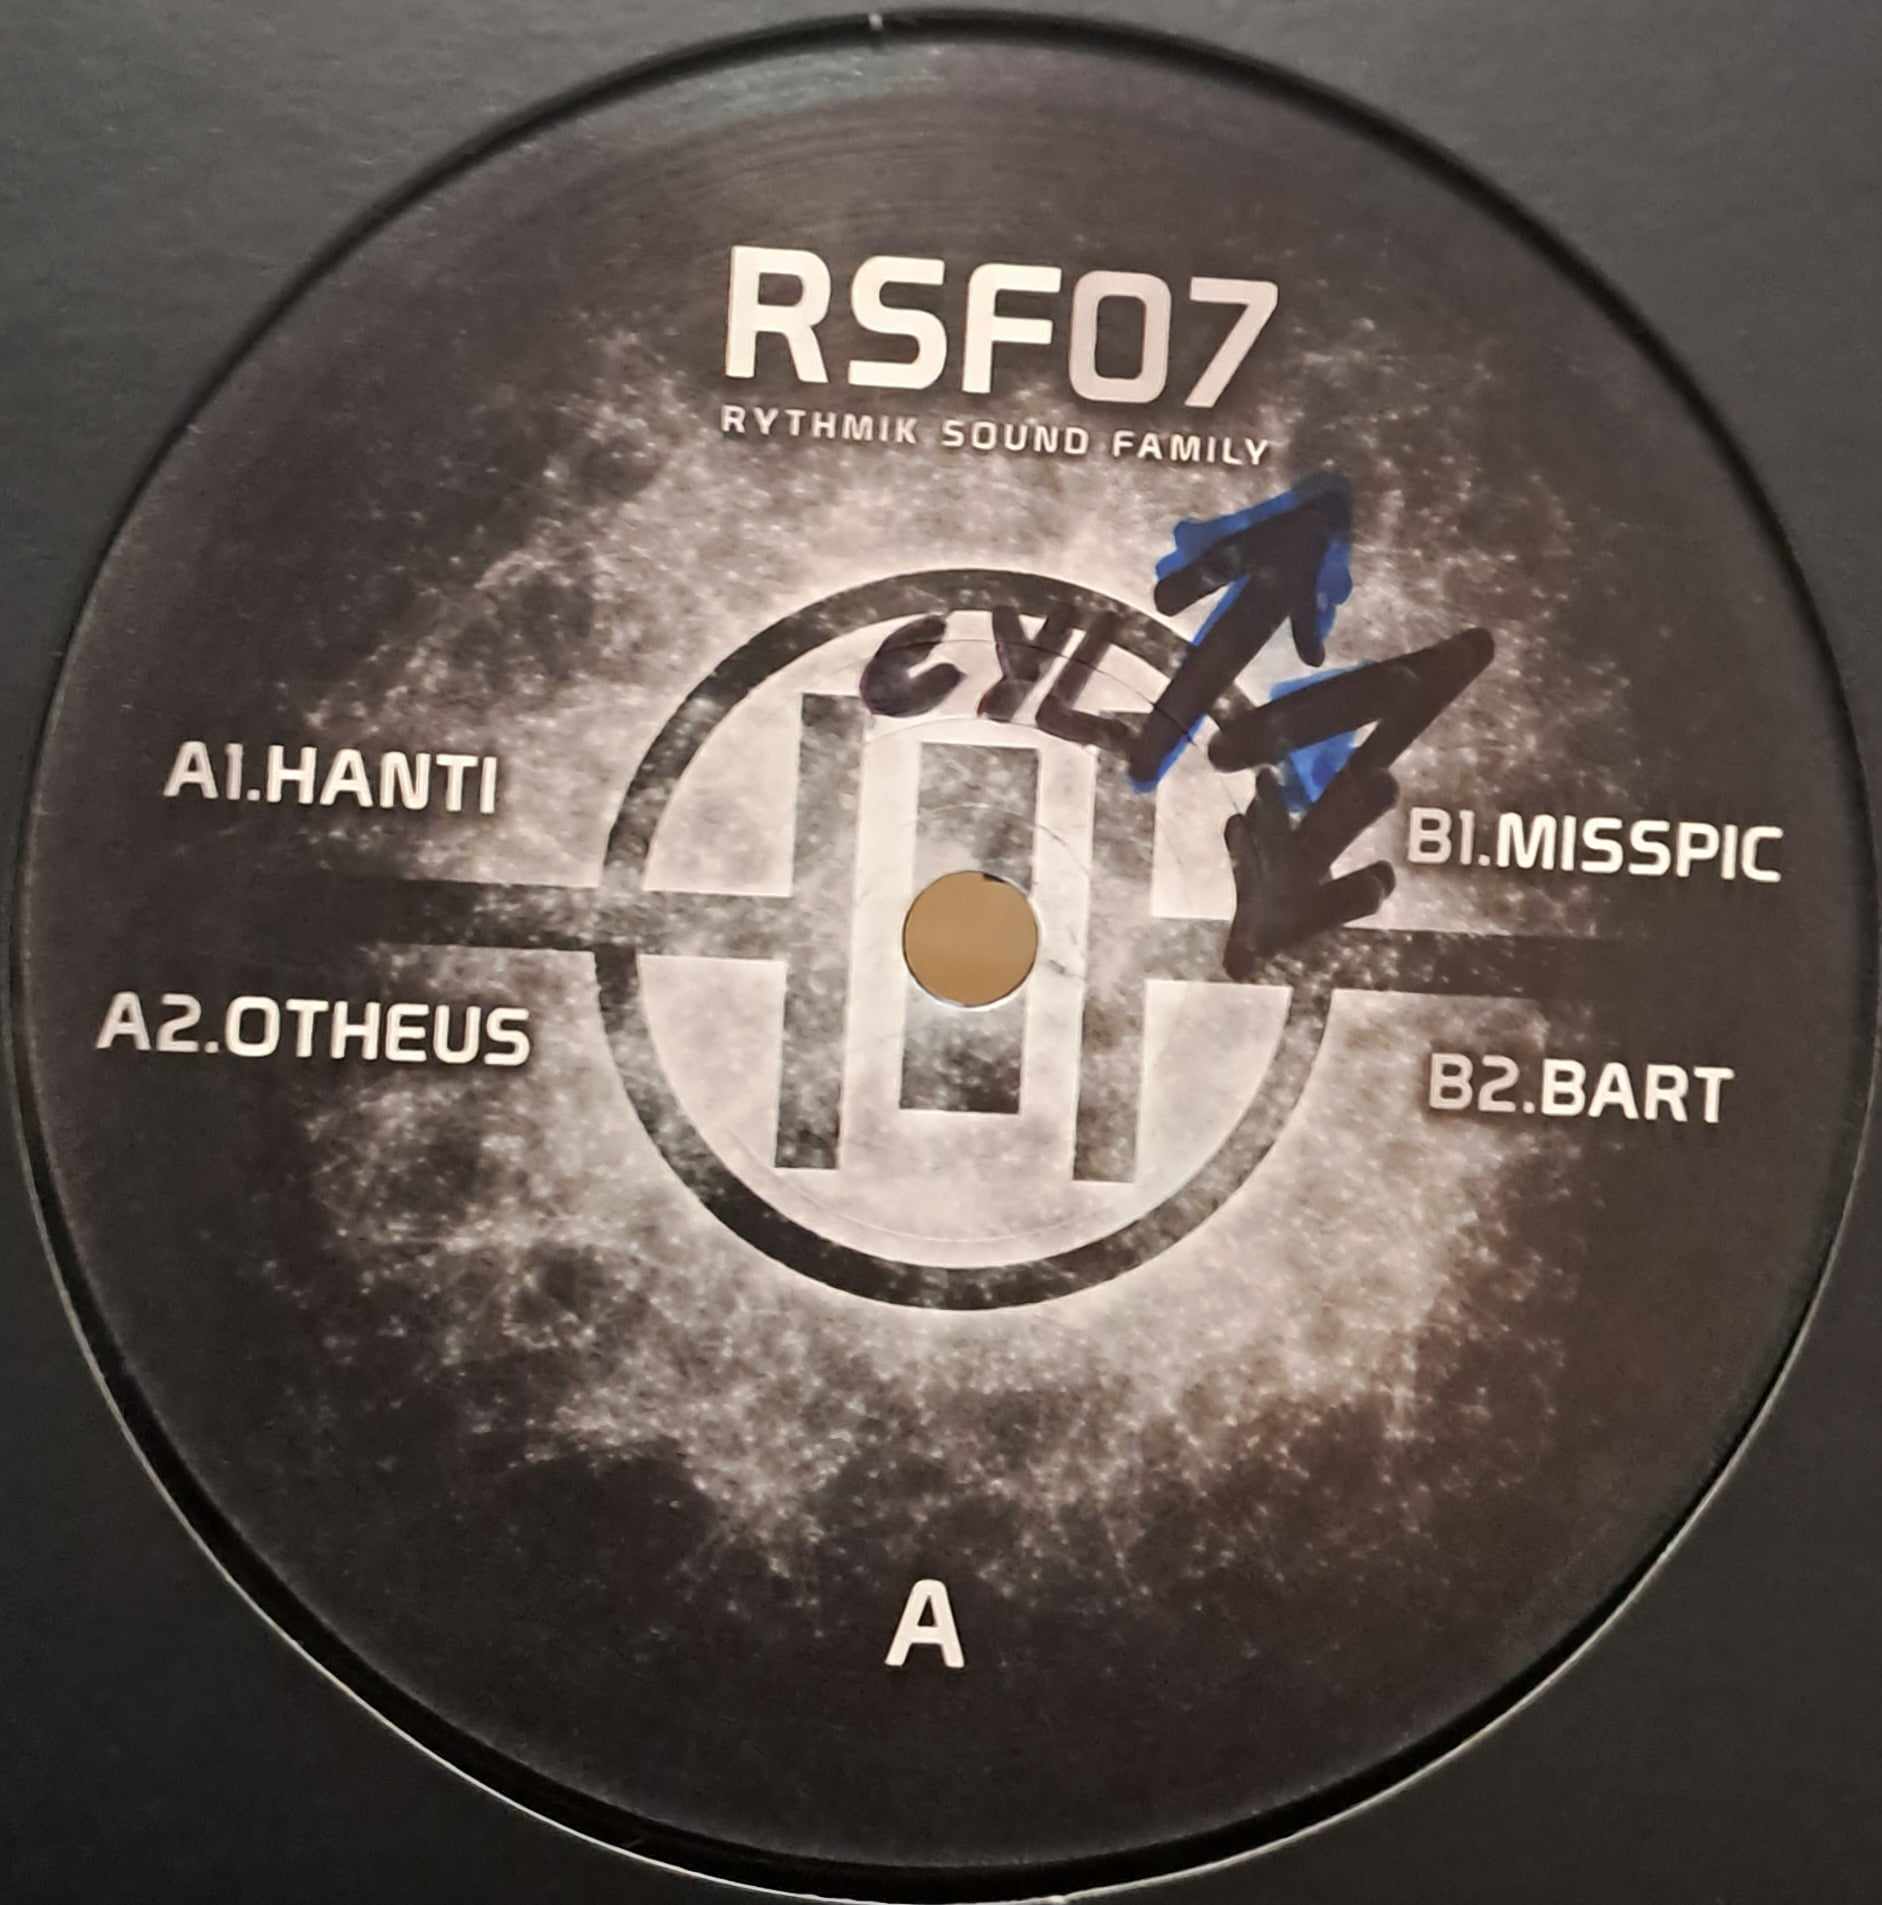 RSF07
RYTHMIK SOUND FAMILY
CYL
A1.HANTI
B1.MISSPIC
A2.OTHEUS
B2.BART
A